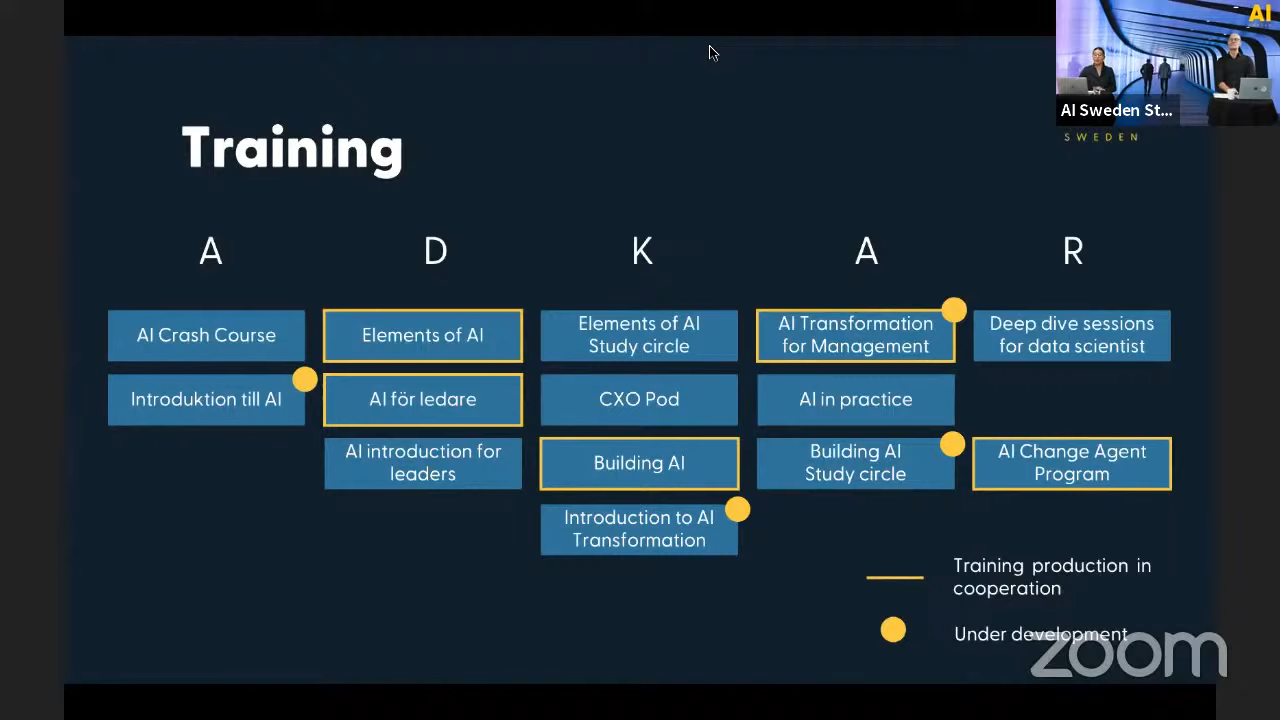 AI
AI Sweden St...
SWEDEN
Training
A
D
K
A
R
AI Crash Course
Introduktion till AI
Elements of AI
AI för ledare
AI introduction for
leaders
Elements of AI
Study circle
CXO Pod
Building AI
Introduction to AI
Transformation
AI Transformation
for Management
AI in practice
Building AI
Study circle
Deep dive sessions
for data scientist
AI Change Agent
Program
Training production in
cooperation
Under development
zoom